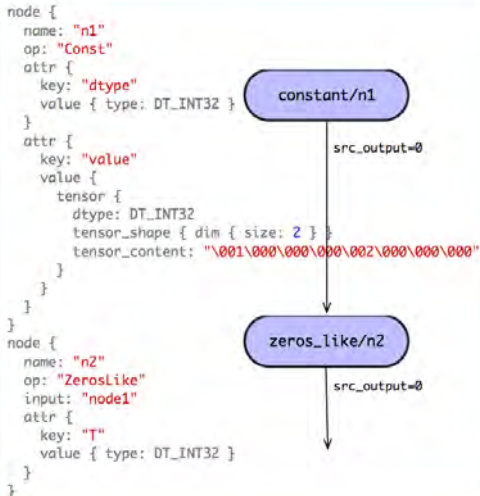 node {
  name: "n1"
  op: "Const"
  attr {
    key: "dtype"
    value { type: DT_INT32 }
  }
  attr {
    key: "value"
    value {
      tensor {
        dtype: DT_INT32
        tensor_shape { dim { size: 2 } }
        tensor_content: "\001\000\000\000\002\000\000\000"
      }
    }
  }
}
node {
  name: "n2"
  op: "ZerosLike"
  input: "node1"
  attr {
    key: "T"
    value { type: DT_INT32 }
  }
}
constant/n1
src_output=0
zeros_like/n2
src_output=0